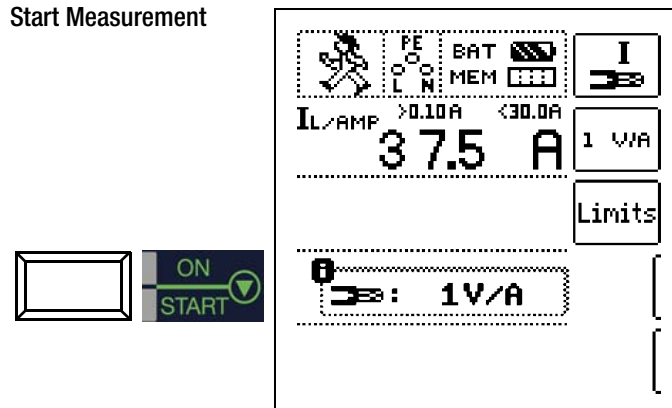 Start Measurement
PE
L N
BAT
MEM
I
IL/AMP >0.10A <30.0A
37.5 A
1 V/A
Limits
ON
START
: 1V/A